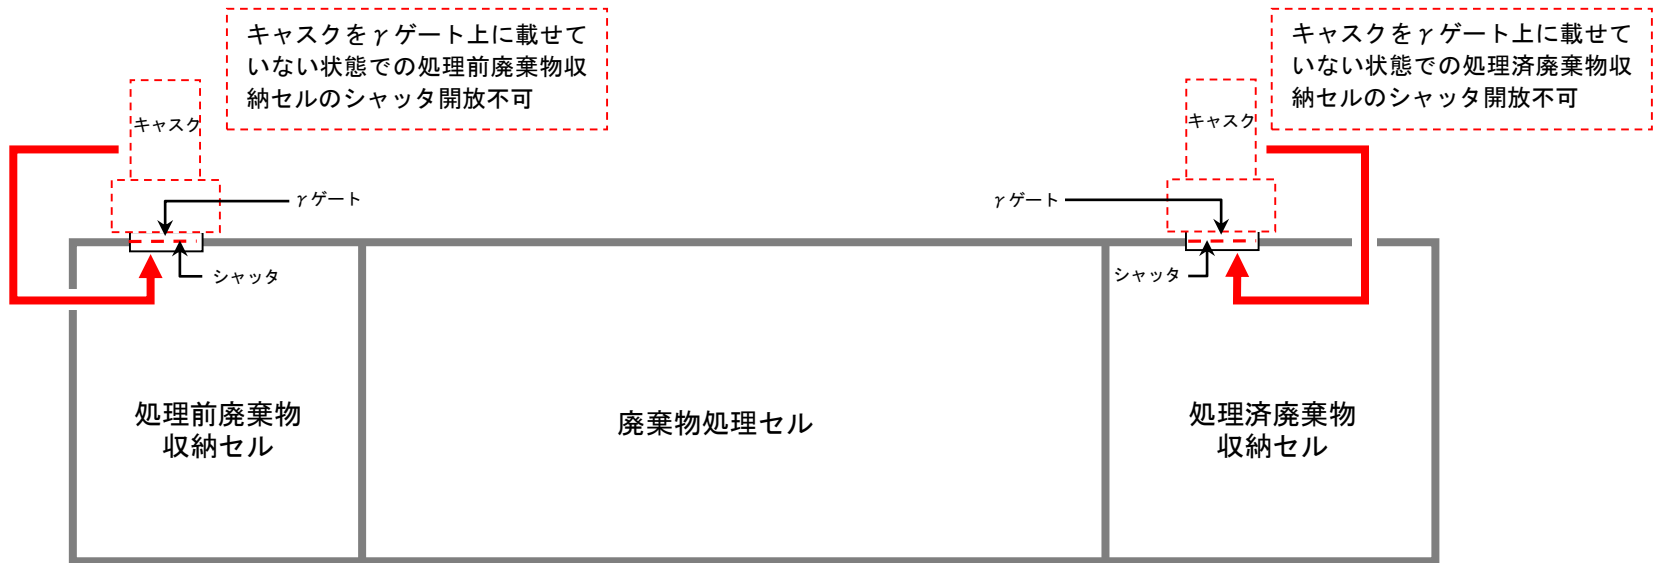 キャスクをγゲート上に載せて
いない状態での処理前廃棄物収
納セルのシャッタ開放不可
キャスクをγゲート上に載せて
いない状態での処理済廃棄物収
納セルのシャッタ開放不可
キャスク
キャスク
γゲート
γゲート
シャッタ
シャッタ
処理前廃棄物
収納セル
廃棄物処理セル
処理済廃棄物
収納セル